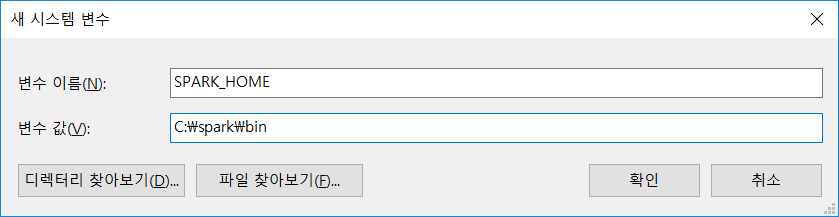 새 시스템 변수
변수 이름(N): SPARK_HOME
변수 값(V): C:₩spark₩bin
디렉터리 찾아보기(D)... 파일 찾아보기(F)... 확인 취소